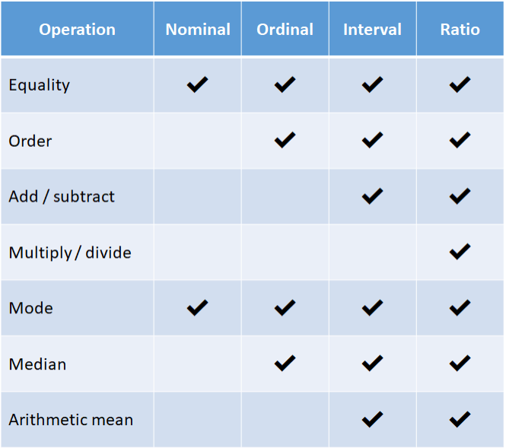 Operation Nominal Ordinal Interval Ratio
Equality ✔ ✔ ✔ ✔
Order ✔ ✔ ✔
Add / subtract ✔ ✔
Multiply / divide ✔
Mode ✔ ✔ ✔ ✔
Median ✔ ✔ ✔
Arithmetic mean ✔ ✔